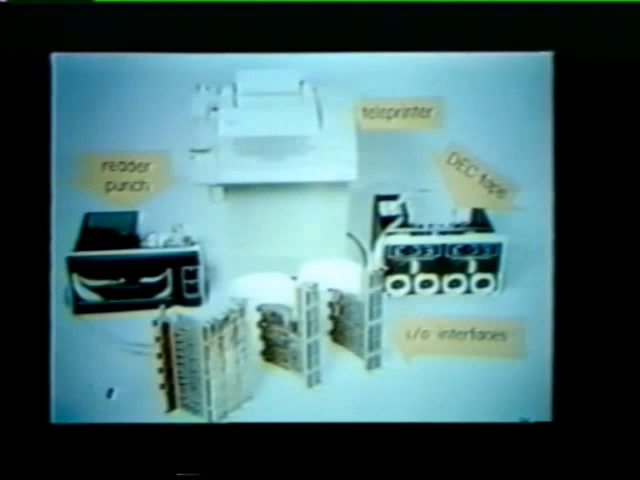 teleprinter
DEC tape
reader
punch
i/o interfaces